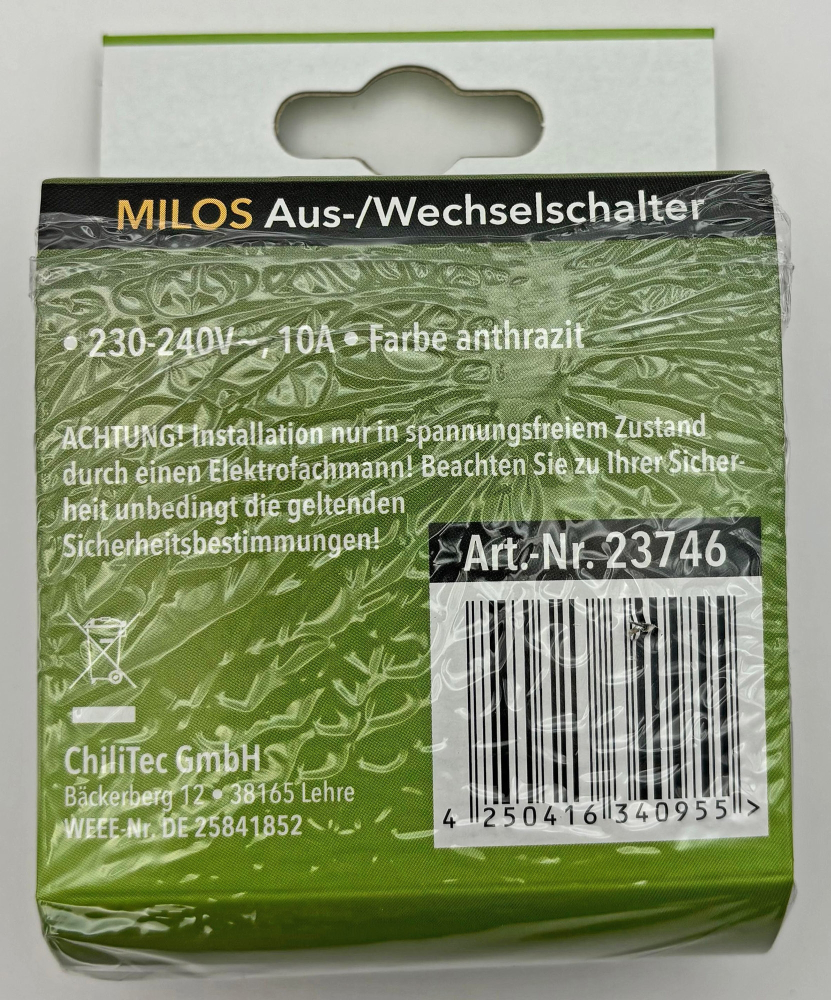 MILOS Aus-/Wechselschalter
• 230-240V~, 10A • Farbe anthrazit
ACHTUNG! Installation nur in spannungsfreiem Zustand
durch einen Elektrofachmann! Beachten Sie zu Ihrer Sicher-
heit unbedingt die geltenden
Sicherheitsbestimmungen!
Art.-Nr. 23746
4 250416 340955 >
ChiliTec GmbH
Bäckerberg 12 • 38165 Lehre
WEEE-Nr. DE 25841852